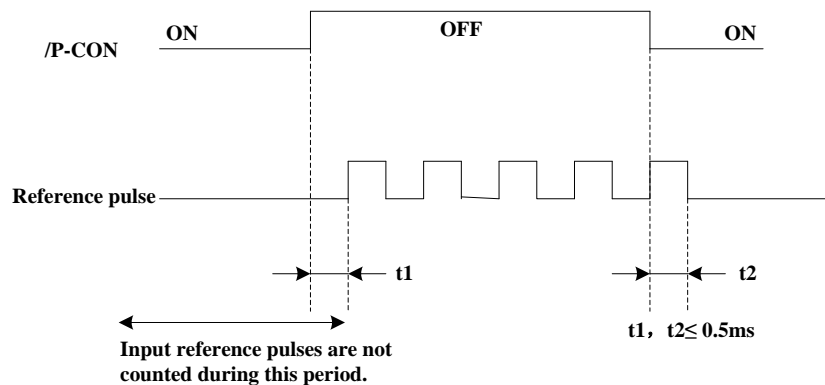 ON
OFF
ON
/P-CON
Reference pulse
t1
t2
t1，t2≤ 0.5ms
Input reference pulses are not
counted during this period.